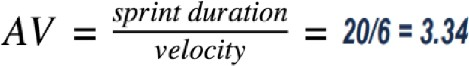 AV = sprint duration / velocity = 20/6 = 3.34